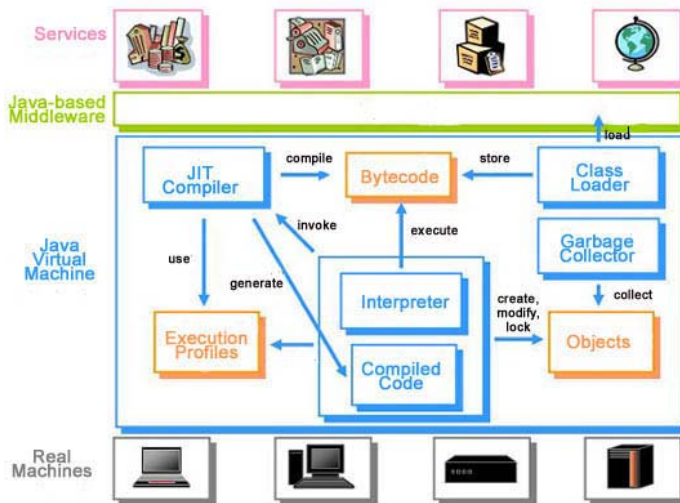 Services
Java-based
Middleware
load
JIT
Compiler
compile
Bytecode
store
Class
Loader
Java
Virtual
Machine
invoke
execute
Garbage
Collector
use
generate
Interpreter
create,
modify,
lock
collect
Execution
Profiles
Compiled
Code
Objects
Real
Machines